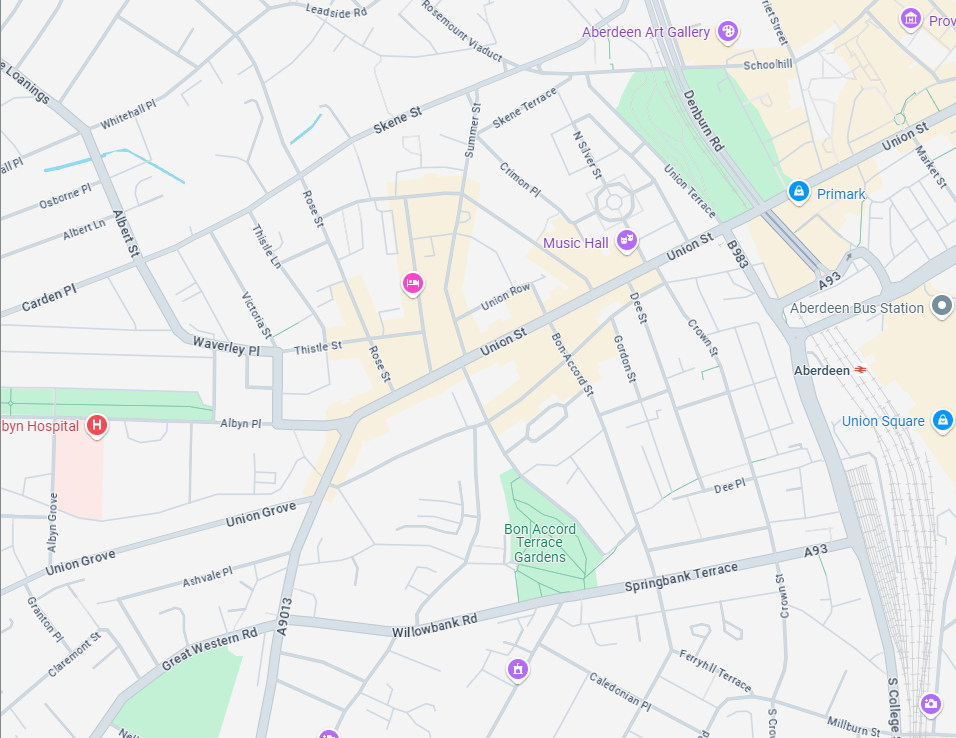 Leadside Rd
Rosemount Viaduct
Aberdeen Art Gallery
Prov
e Loanings
Schoolhill
Whitehall Pl
Skene St
Summer St
Skene Terrace
Denburn Rd
Union St
N Silver St
Market St
Crimon Pl
Union Terrace
Osborne Pl
Rose St
Primark
Albert St
Albert Ln
Thistle Ln
Music Hall
Union St
B983
A93
Carden Pl
Victoria St
Union Row
Dee St
Aberdeen Bus Station
Crown St
Waverley Pl
Thistle St
Rose St
Union St
Bon-Accord St
Gordon St
Aberdeen
Albyn Pl
byn Hospital
Union Square
Dee Pl
Albyn Grove
Union Grove
Bon Accord
Terrace
Gardens
Union Grove
A93
Ashvale Pl
Springbank Terrace
Granton Pl
A9013
Crown St
Willowbank Rd
Great Western Rd
Claremont St
Ferryhill Terrace
Caledonian Pl
S College
Millburn St
S Cro